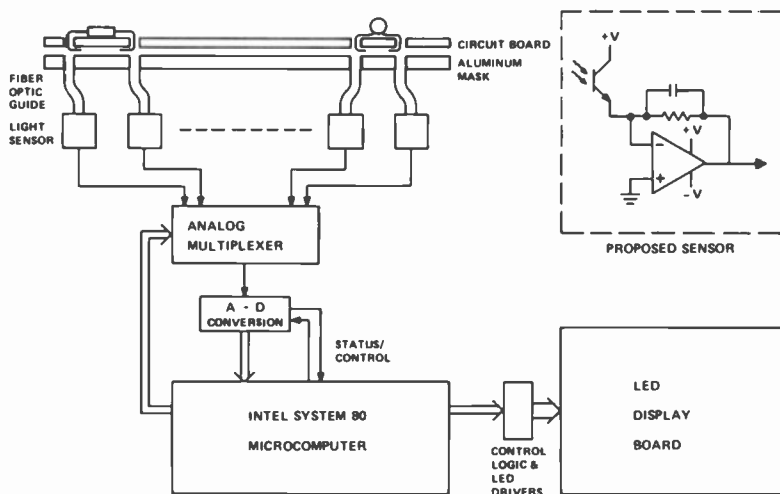 CIRCUIT BOARD
ALUMINUM
MASK
FIBER
OPTIC
GUIDE
LIGHT
SENSOR
+V
+V
-
+
-V
PROPOSED SENSOR
ANALOG
MULTIPLEXER
A - D
CONVERSION
STATUS/
CONTROL
INTEL SYSTEM 80
MICROCOMPUTER
CONTROL
LOGIC &
LED
DRIVERS
LED
DISPLAY
BOARD